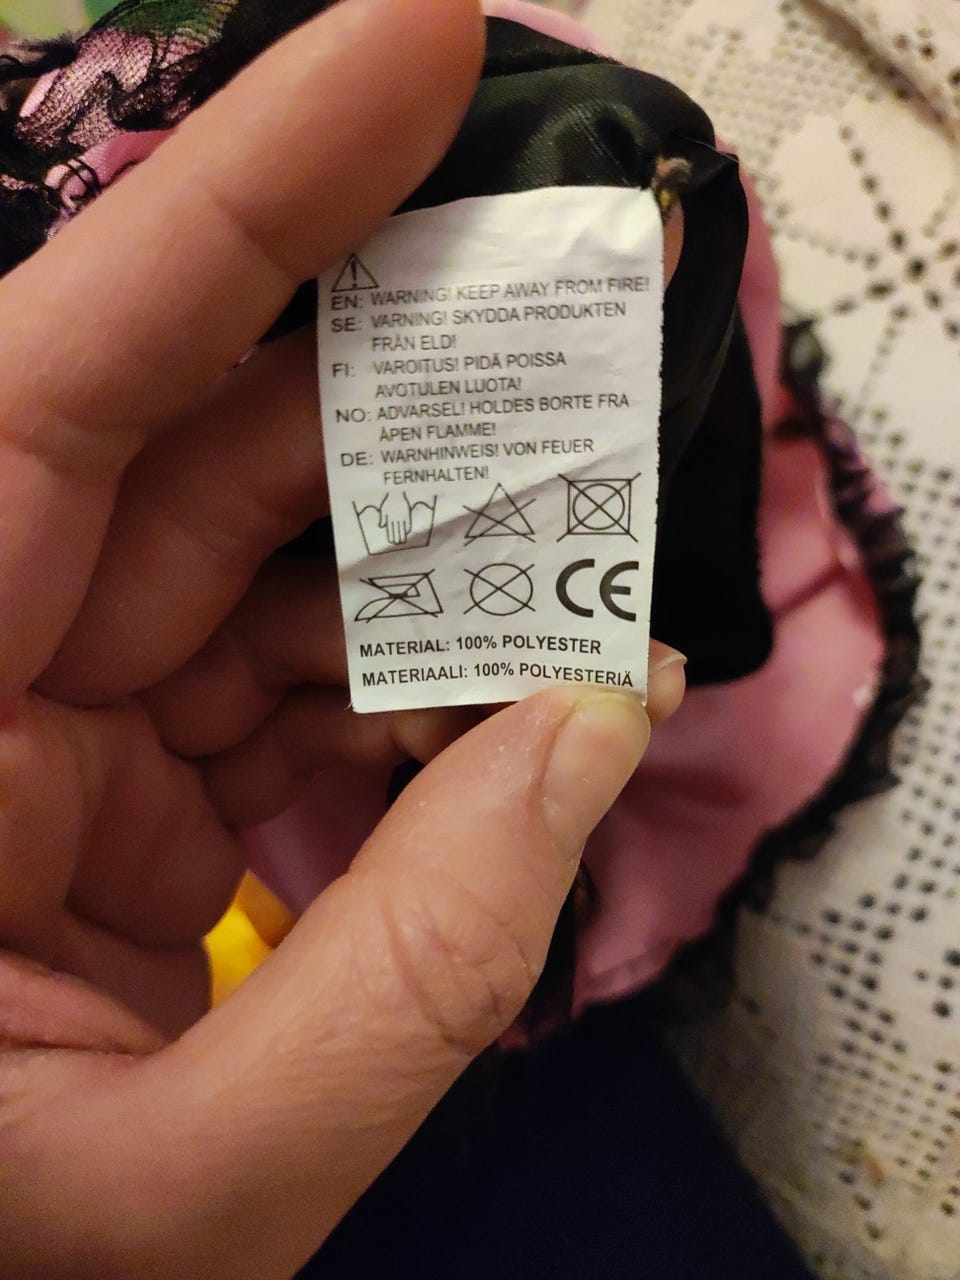 EN: WARNING! KEEP AWAY FROM FIRE!
SE: VARNING! SKYDDA PRODUKTEN
FRÅN ELD!
FI: VAROITUS! PIDÄ POISSA
AVOTULEN LUOTA!
NO: ADVARSEL! HOLDES BORTE FRA
ÅPEN FLAMME!
DE: WARNHINWEIS! VON FEUER
FERNHALTEN!
CE
MATERIAL: 100% POLYESTER
MATERIAALI: 100% POLYESTERIÄ